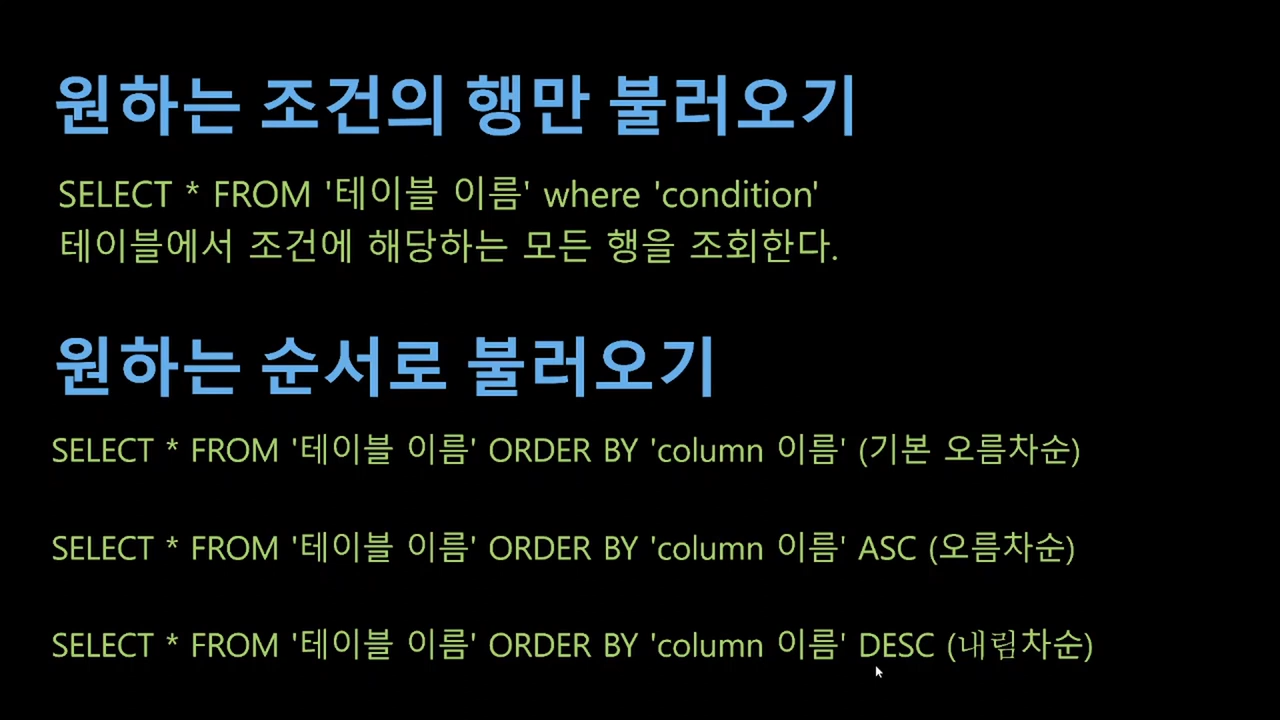 원하는 조건의 행만 불러오기
SELECT * FROM '테이블 이름' where 'condition'
테이블에서 조건에 해당하는 모든 행을 조회한다.
원하는 순서로 불러오기
SELECT * FROM '테이블 이름' ORDER BY 'column 이름' (기본 오름차순)
SELECT * FROM '테이블 이름' ORDER BY 'column 이름' ASC (오름차순)
SELECT * FROM '테이블 이름' ORDER BY 'column 이름' DESC (내림차순)